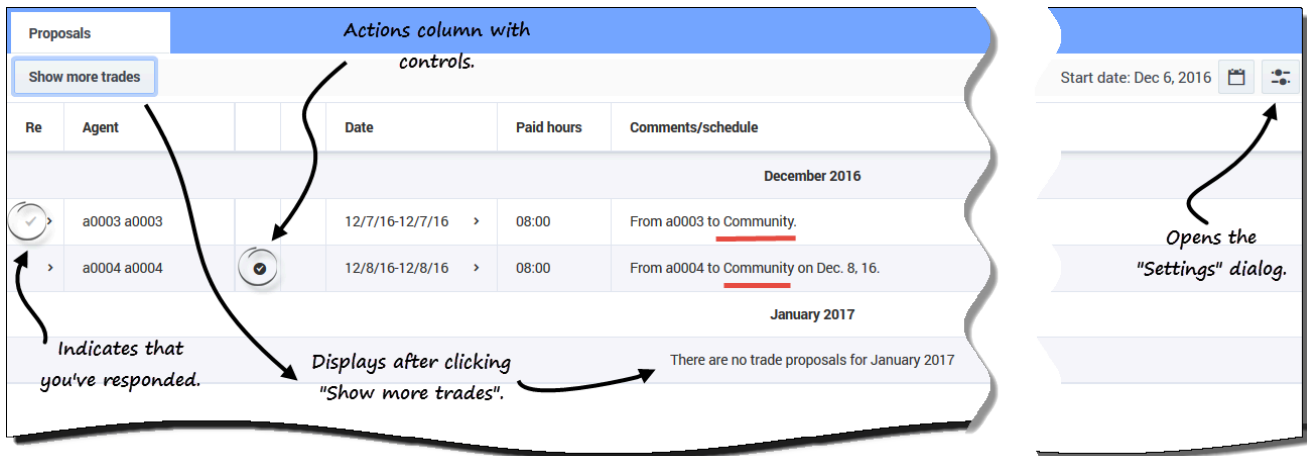 Proposals
Actions column with
controls.
Show more trades
Start date: Dec 6, 2016
Re Agent Date Paid hours Comments/schedule
December 2016
a0003 a0003 12/7/16-12/7/16 08:00 From a0003 to Community.
a0004 a0004 12/8/16-12/8/16 08:00 From a0004 to Community on Dec. 8, 16.
Opens the
"Settings" dialog.
January 2017
Indicates that
you've responded.
Displays after clicking
"Show more trades".
There are no trade proposals for January 2017